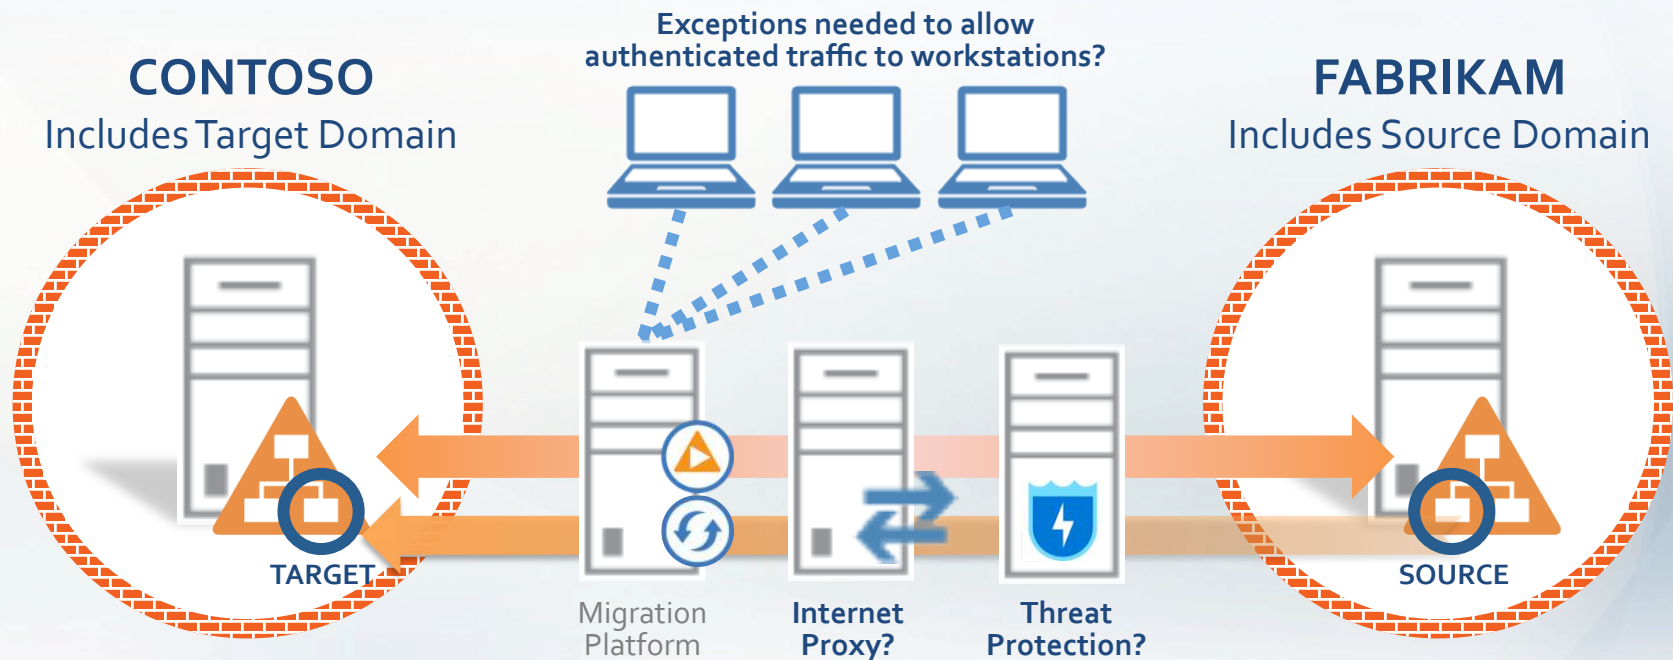 Exceptions needed to allow
authenticated traffic to workstations?
CONTOSO
Includes Target Domain
FABRIKAM
Includes Source Domain
TARGET
SOURCE
Migration
Platform
Internet
Proxy?
Threat
Protection?